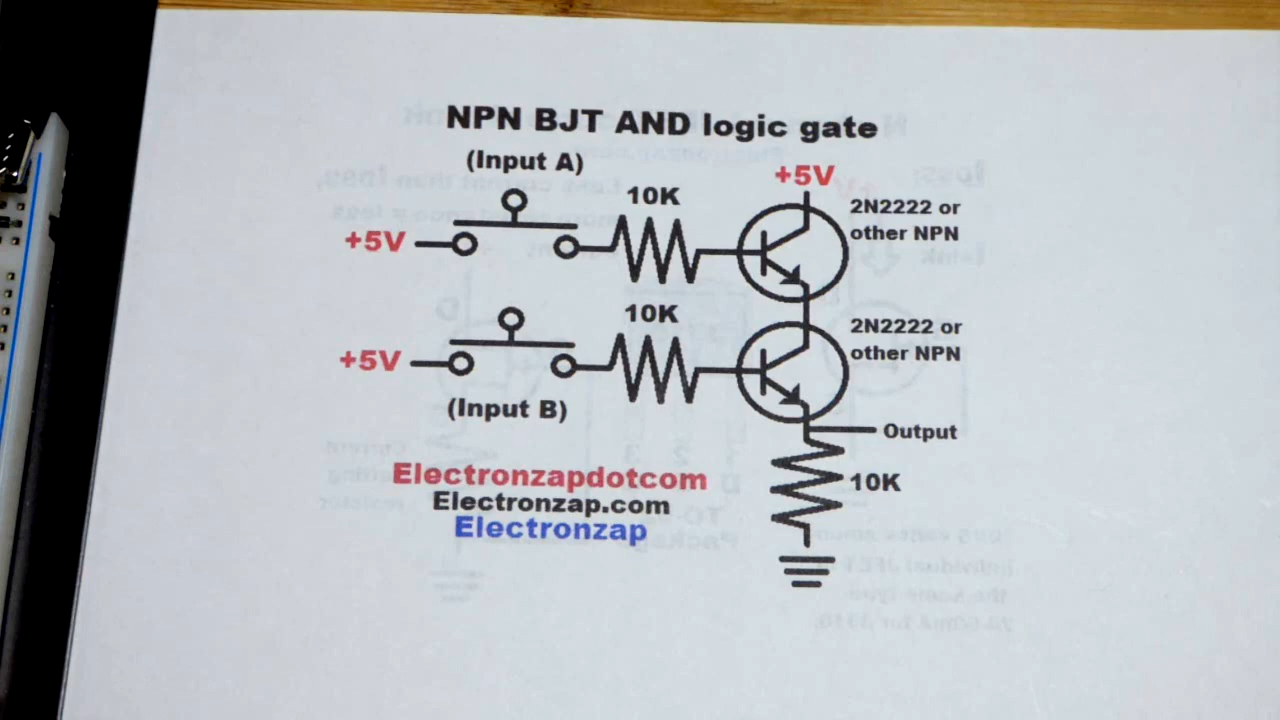 NPN BJT AND logic gate
(Input A)
+5V
10K
2N2222 or
other NPN
+5V
10K
2N2222 or
other NPN
+5V
(Input B)
Output
Electronzapdotcom
10K
Electronzap.com
Electronzap